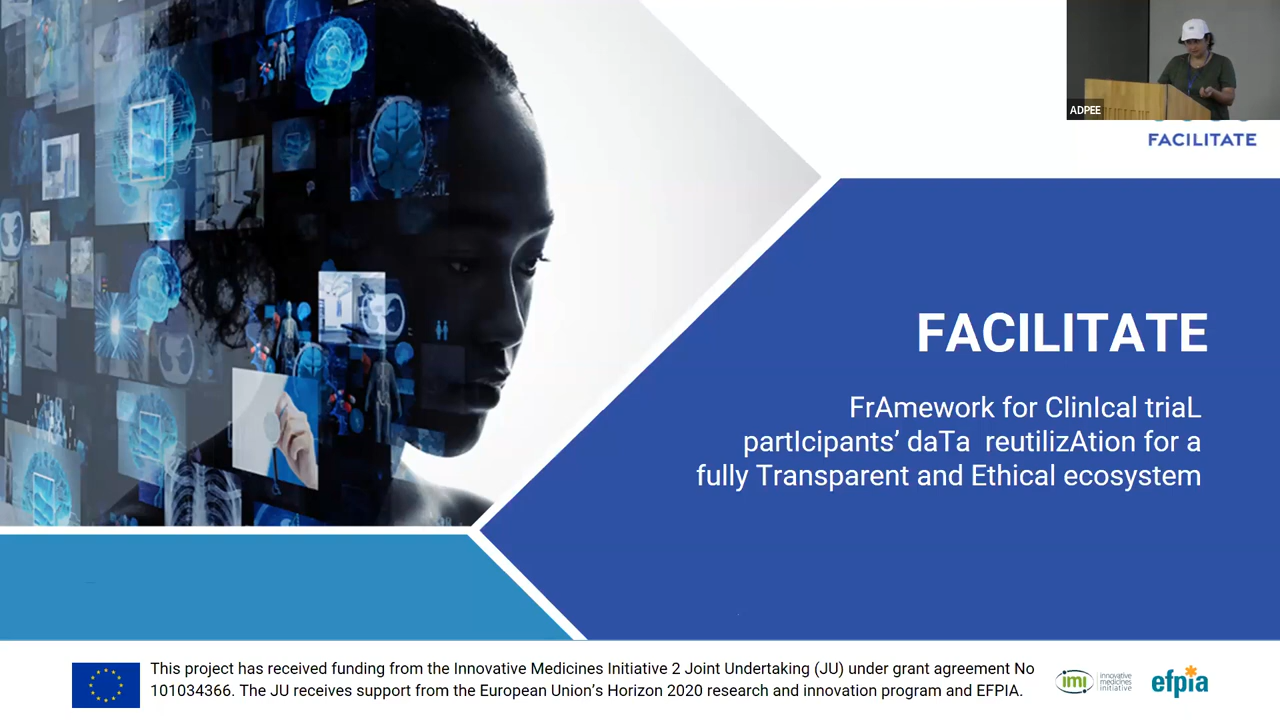 ADPEE
FACILITATE
FACILITATE
FrAmework for ClinIcal triaL
partIcipants’ daTa reutilizAtion for a
fully Transparent and Ethical ecosystem
This project has received funding from the Innovative Medicines Initiative 2 Joint Undertaking (JU) under grant agreement No
101034366. The JU receives support from the European Union’s Horizon 2020 research and innovation program and EFPIA.
imi
innovative
medicines
initiative
efpia